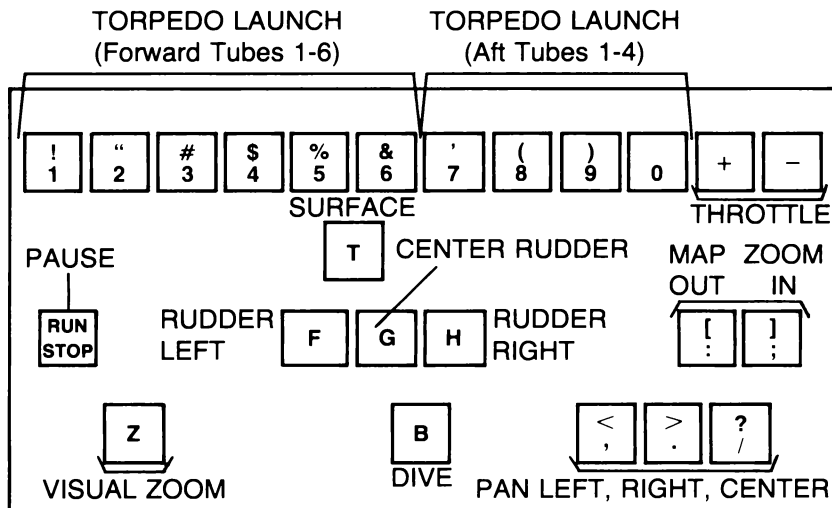 TORPEDO LAUNCH TORPEDO LAUNCH
(Forward Tubes 1-6) (Aft Tubes 1-4)
! “ # $ % & ' ( ) + −
1 2 3 4 5 6 7 8 9 0
SURFACE THROTTLE
T CENTER RUDDER MAP ZOOM
PAUSE OUT IN
RUN RUDDER F G H RUDDER [ ]
STOP LEFT RIGHT : ;
Z B < > ?
, . /
VISUAL ZOOM DIVE PAN LEFT, RIGHT, CENTER